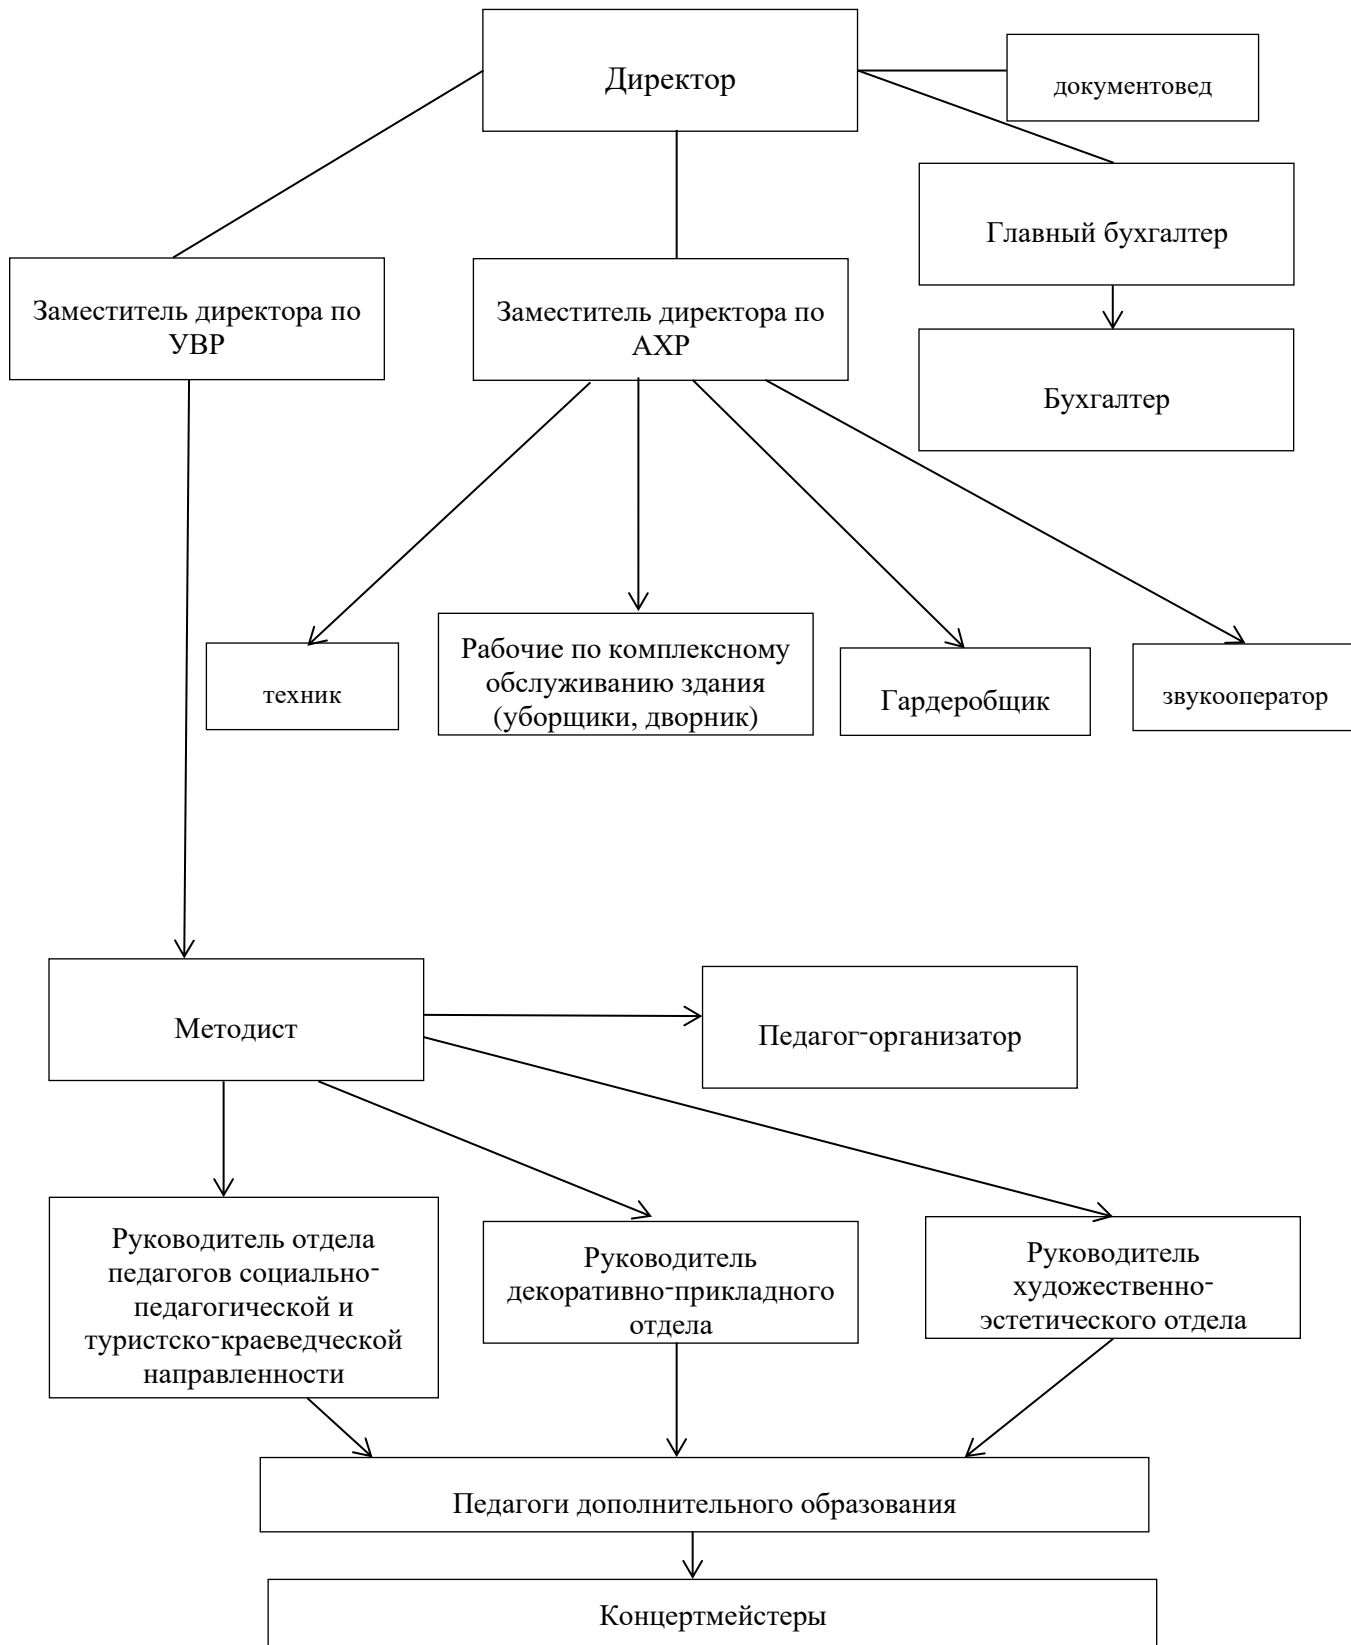 Директор
документовед
Главный бухгалтер
Заместитель директора по
УВР
Заместитель директора по
АХР
Бухгалтер
техник
Рабочие по комплексному
обслуживанию здания
(уборщики, дворник)
Гардеробщик
звукооператор
Методист
Педагог-организатор
Руководитель отдела
педагогов социально-
педагогической и
туристско-краеведческой
направленности
Руководитель
декоративно-прикладного
отдела
Руководитель
художественно-
эстетического отдела
Педагоги дополнительного образования
Концертмейстеры